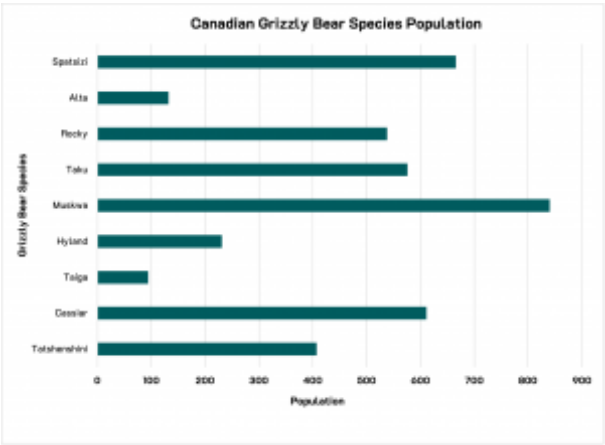 Canadian Grizzly Bear Species Population
Spatsizi
Alta
Rocky
Taku
Muskwa
Hyland
Taiga
Cassiar
Tatshenshini
Grizzly Bear Species
0 100 200 300 400 500 600 700 800 900
Population